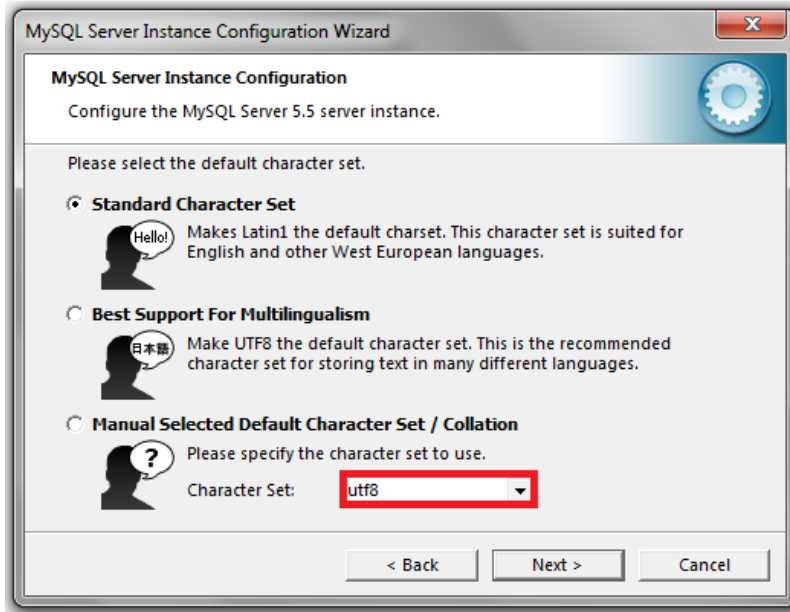 MySQL Server Instance Configuration Wizard
MySQL Server Instance Configuration
Configure the MySQL Server 5.5 server instance.
Please select the default character set.
Standard Character Set
Hello!
Makes Latin1 the default charset. This character set is suited for
English and other West European languages.
Best Support For Multilingualism
日本語
Make UTF8 the default character set. This is the recommended
character set for storing text in many different languages.
Manual Selected Default Character Set / Collation
?
Please specify the character set to use.
Character Set: utf8
< Back Next > Cancel